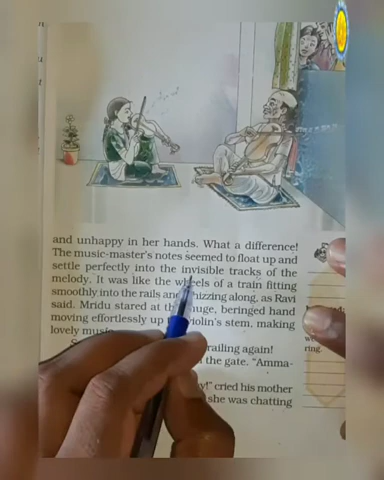 and unhappy in her hands. What a difference!
The music-master's notes seemed to float up and
settle perfectly into the invisible tracks of the
melody. It was like the wheels of a train fitting
smoothly into the rails and whizzing along, as Ravi
said. Mridu stared at the huge, beringed hand
moving effortlessly up violin's stem, making
lovely
railing again!
the gate. "Amma-
cried his mother
she was chatting
ring.